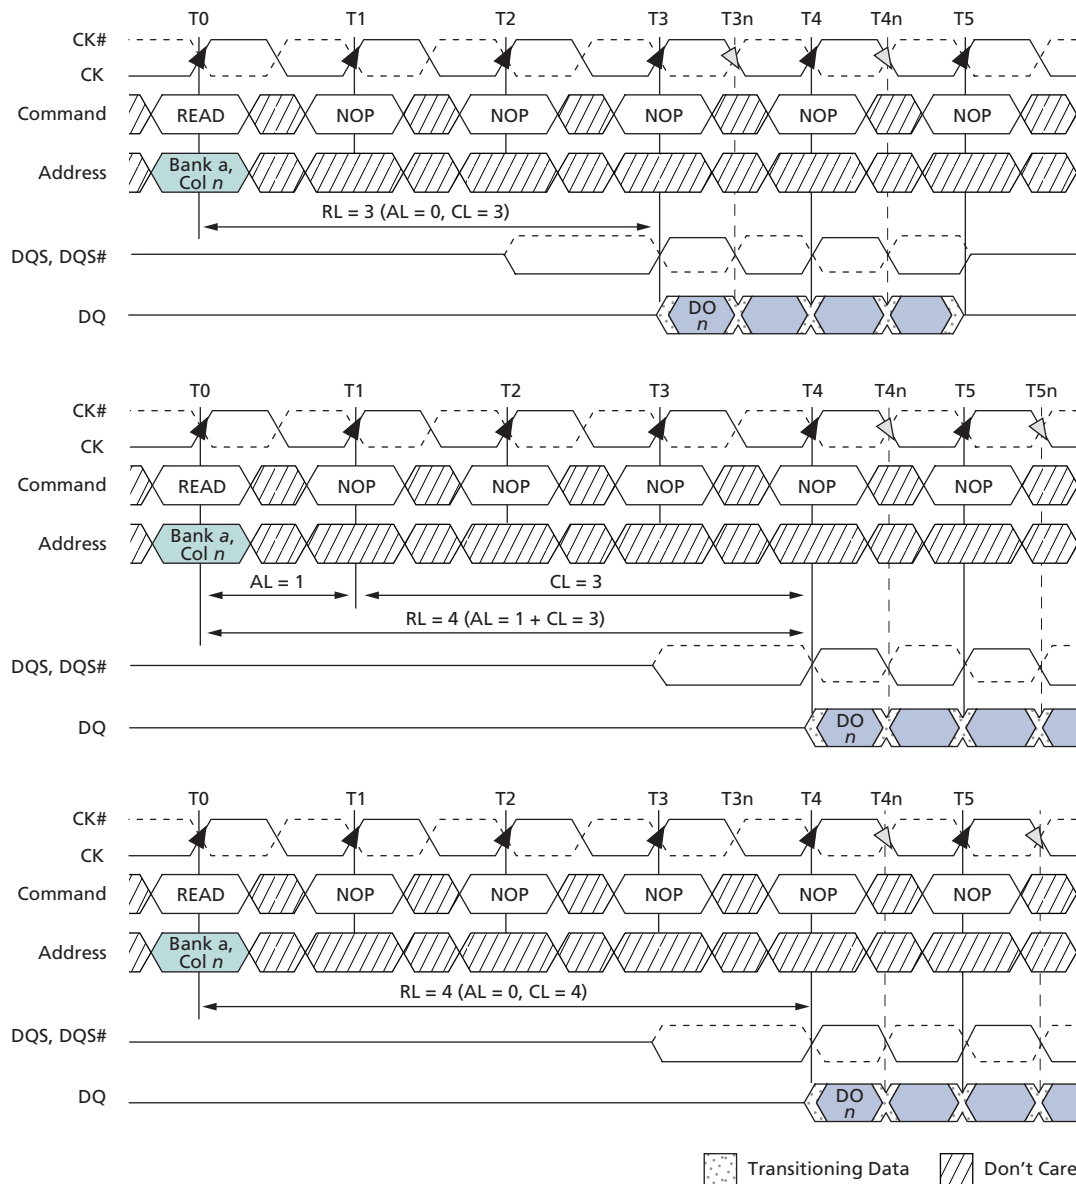 T0 T1 T2 T3 T3n T4 T4n T5
CK#
CK
Command READ NOP NOP NOP NOP NOP
Address Bank a,
Col n
RL = 3 (AL = 0, CL = 3)
DQS, DQS#
DQ DO
n
T0 T1 T2 T3 T4 T4n T5 T5n
CK#
CK
Command READ NOP NOP NOP NOP NOP
Address Bank a,
Col n
AL = 1 CL = 3
RL = 4 (AL = 1 + CL = 3)
DQS, DQS#
DQ DO
n
T0 T1 T2 T3 T3n T4 T4n T5
CK#
CK
Command READ NOP NOP NOP NOP NOP
Address Bank a,
Col n
RL = 4 (AL = 0, CL = 4)
DQS, DQS#
DQ DO
n
Transitioning Data Don't Care